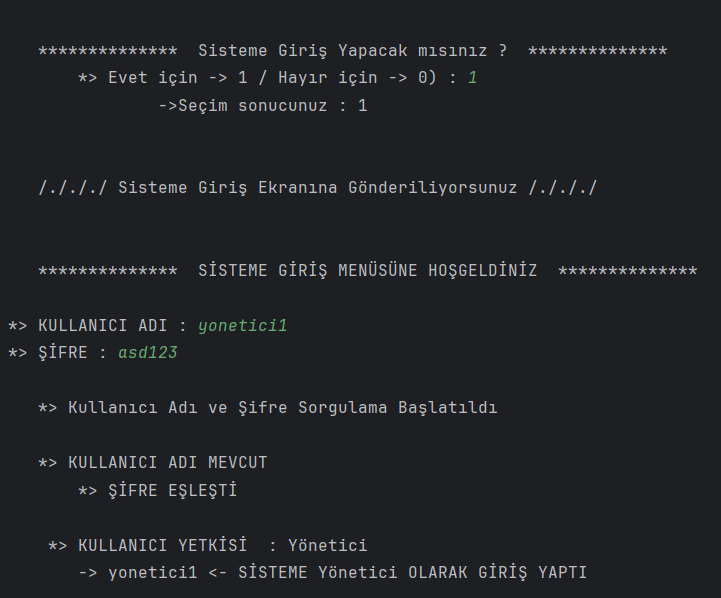 ************** Sisteme Giriş Yapacak mısınız ? **************
*> Evet için -> 1 / Hayır için -> 0) : 1
->Seçim sonucunuz : 1
/./././ Sisteme Giriş Ekranına Gönderiliyorsunuz /./././
************** SİSTEME GİRİŞ MENÜSÜNE HOŞGELDİNİZ **************
*> KULLANICI ADI : yonetici1
*> ŞİFRE : asd123
*> Kullanıcı Adı ve Şifre Sorgulama Başlatıldı
*> KULLANICI ADI MEVCUT
*> ŞİFRE EŞLEŞTİ
*> KULLANICI YETKİSİ : Yönetici
-> yonetici1 <- SİSTEME Yönetici OLARAK GİRİŞ YAPTI